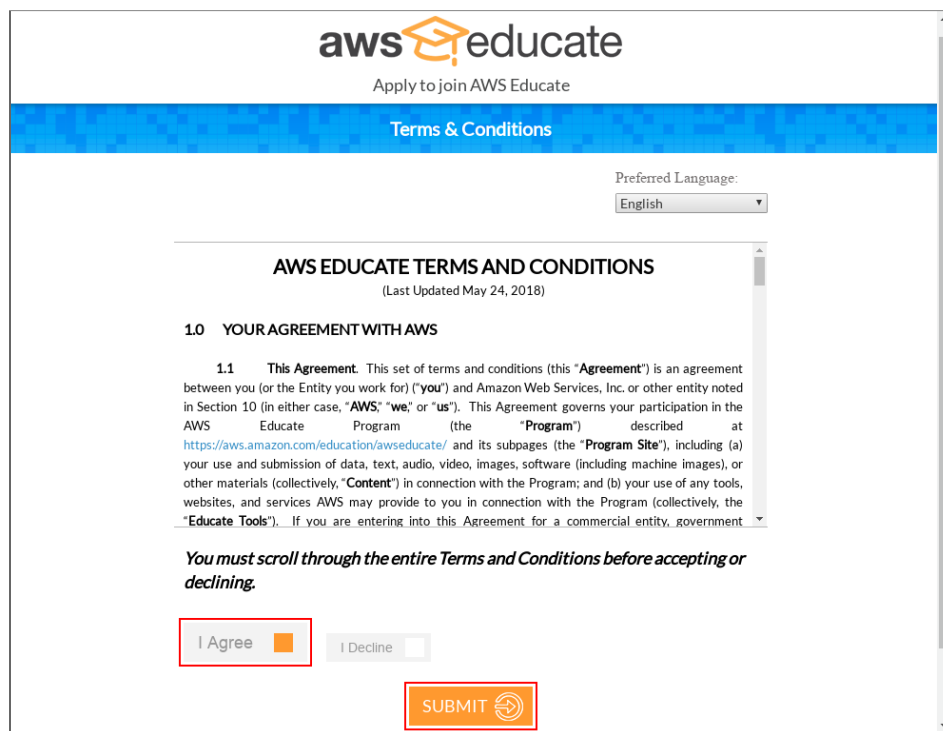 aws educate
Apply to join AWS Educate
Terms & Conditions
Preferred Language:
English
AWS EDUCATE TERMS AND CONDITIONS
(Last Updated May 24, 2018)
1.0 YOUR AGREEMENT WITH AWS
1.1 This Agreement. This set of terms and conditions (this “Agreement”) is an agreement
between you (or the Entity you work for) (“you”) and Amazon Web Services, Inc. or other entity noted
in Section 10 (in either case, “AWS,” “we,” or “us”). This Agreement governs your participation in the
AWS Educate Program (the “Program”) described at
https://aws.amazon.com/education/awseducate/ and its subpages (the “Program Site”), including (a)
your use and submission of data, text, audio, video, images, software (including machine images), or
other materials (collectively, “Content”) in connection with the Program; and (b) your use of any tools,
websites, and services AWS may provide to you in connection with the Program (collectively, the
“Educate Tools”). If you are entering into this Agreement for a commercial entity, government
You must scroll through the entire Terms and Conditions before accepting or
declining.
I Agree
I Decline
SUBMIT